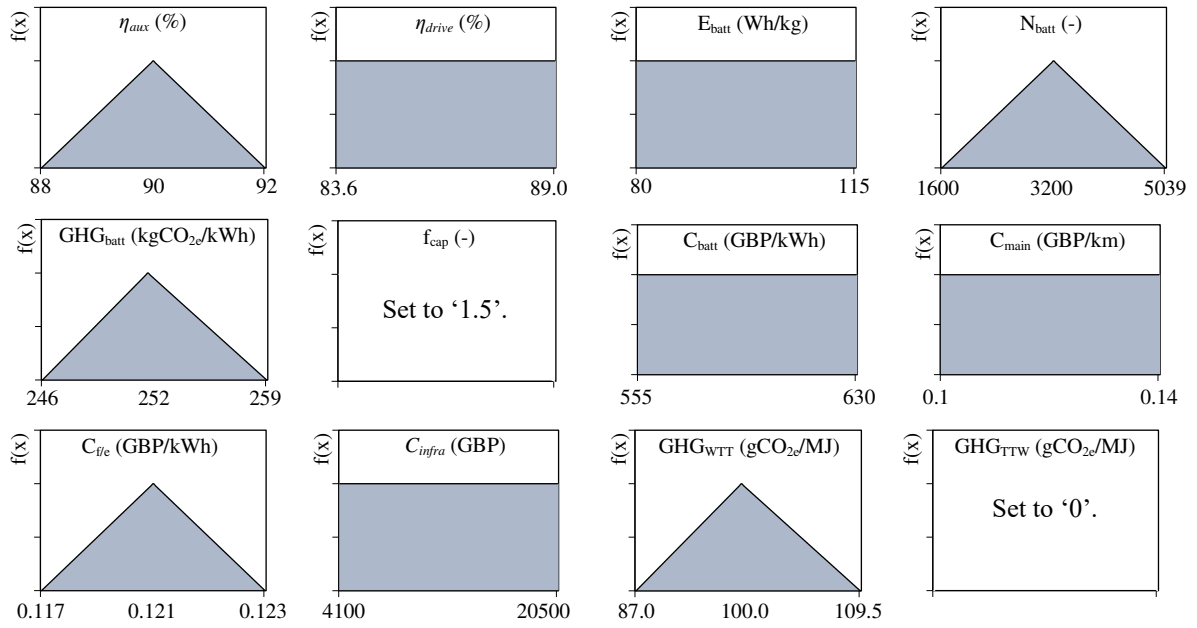 f(x)
η_aux (%)
88 90 92
f(x)
η_drive (%)
83.6 89.0
f(x)
E_batt (Wh/kg)
80 115
f(x)
N_batt (-)
1600 3200 5039
f(x)
GHG_batt (kgCO_2e/kWh)
246 252 259
f(x)
f_cap (-)
Set to ‘1.5’.
f(x)
C_batt (GBP/kWh)
555 630
f(x)
C_main (GBP/km)
0.1 0.14
f(x)
C_f/e (GBP/kWh)
0.117 0.121 0.123
f(x)
C_infra (GBP)
4100 20500
f(x)
GHG_WTT (gCO_2e/MJ)
87.0 100.0 109.5
f(x)
GHG_TTW (gCO_2e/MJ)
Set to ‘0’.